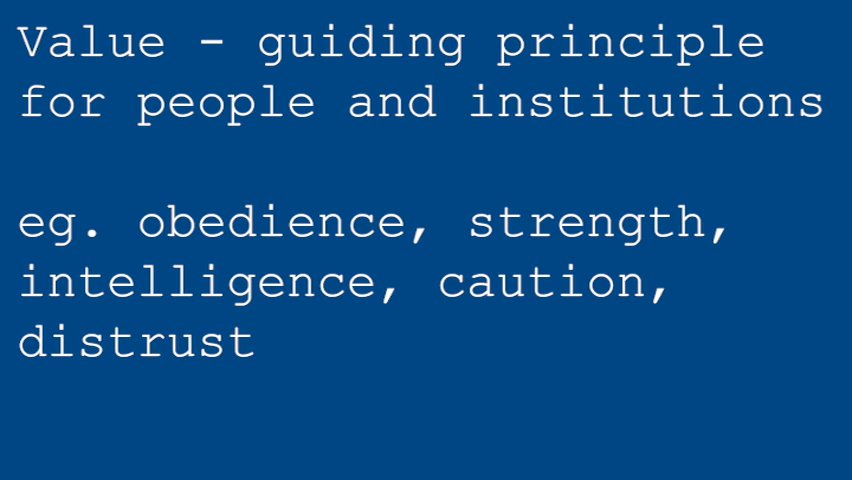 Value - guiding principle
for people and institutions
eg. obedience, strength,
intelligence, caution,
distrust